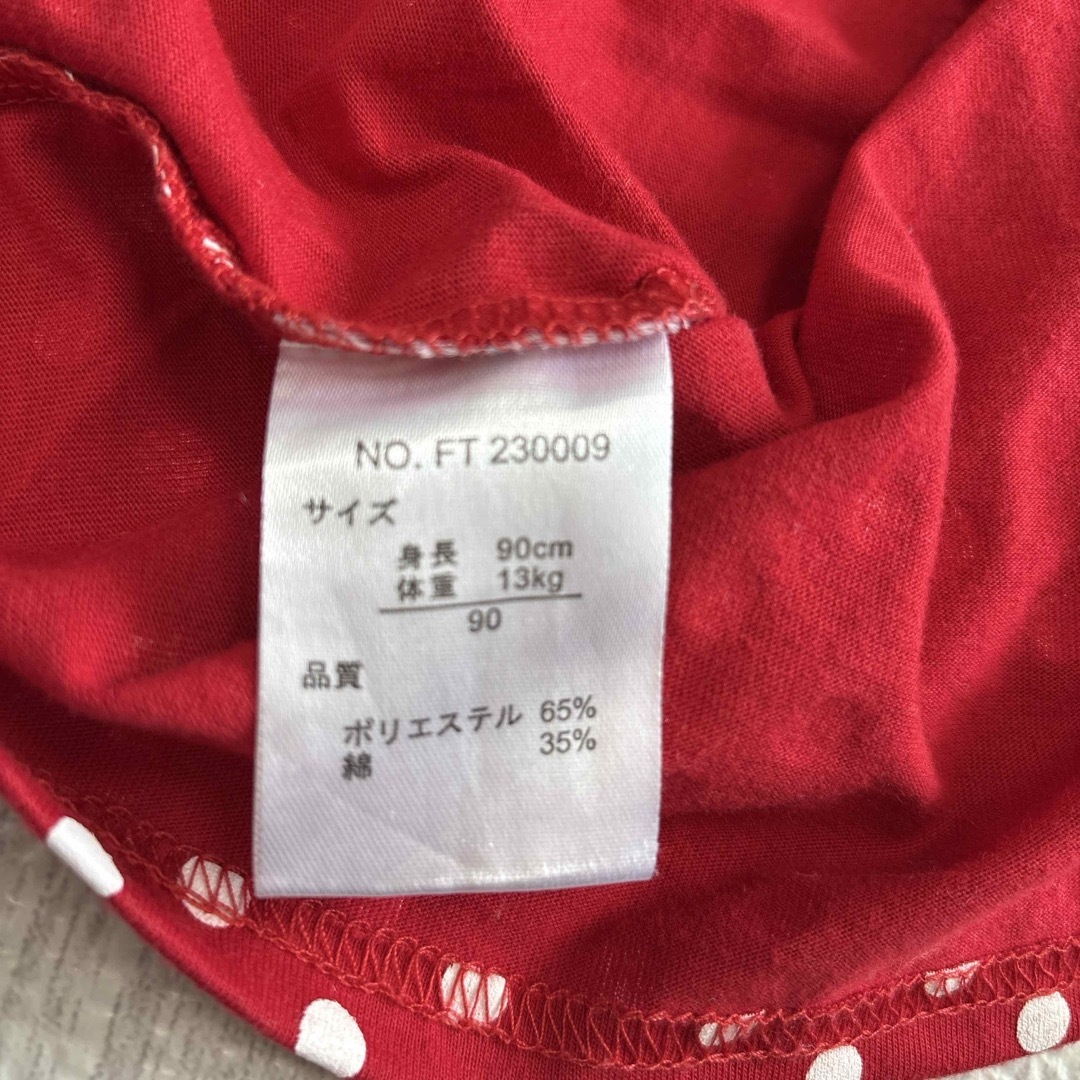 NO. FT 230009
サイズ
身長 90cm
体重 13kg
90
品質
ポリエステル 65%
綿 35%